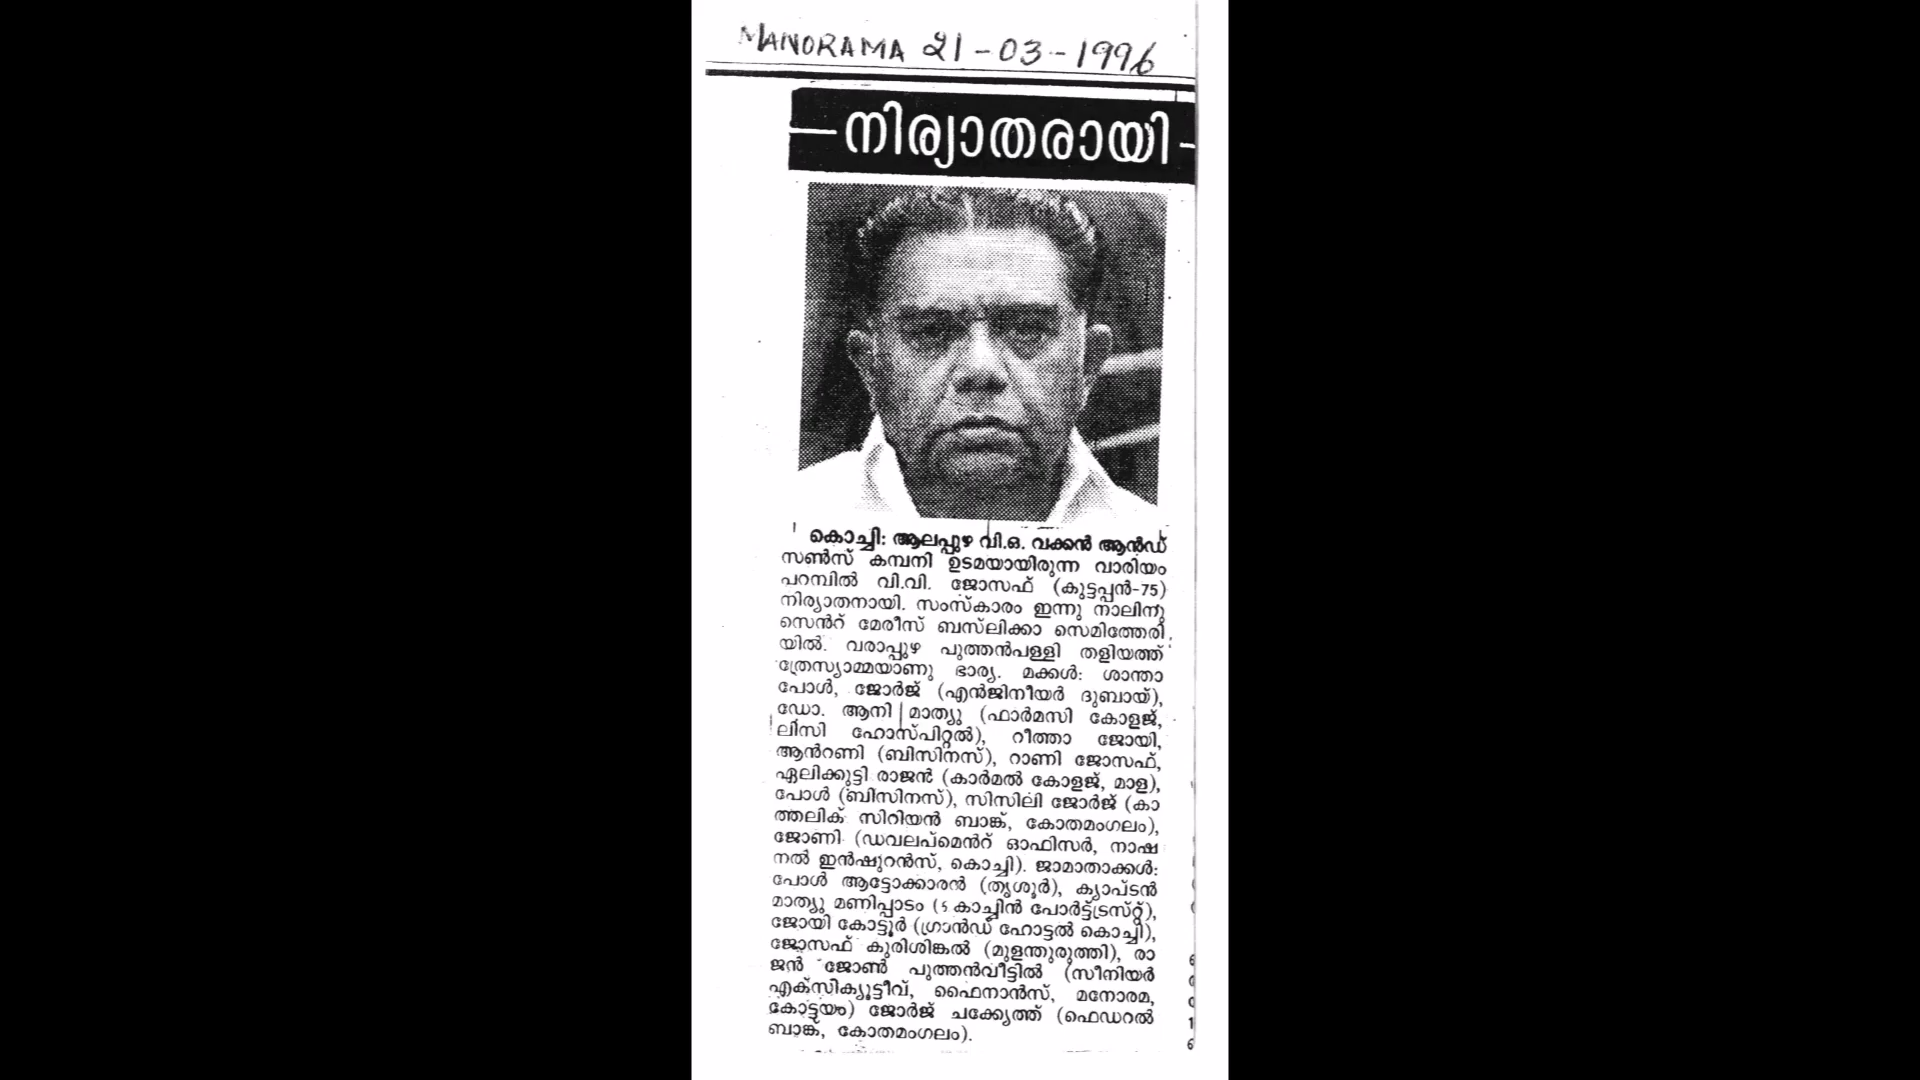 MANORAMA 21-03-1996
നിര്യാതരായി
കൊച്ചി: ആലപ്പുഴ വി.ഒ. വക്കൻ ആൻഡ്
സൺസ് കമ്പനി ഉടമയായിരുന്ന വാരിയം
പറമ്പിൽ വി.വി. ജോസഫ് (കുട്ടപ്പൻ-75)
നിര്യാതനായി. സംസ്കാരം ഇന്നു നാലിനു
സെൻറ് മേരീസ് ബസ്‌ലിക്കാ സെമിത്തേരി
യിൽ. വരാപ്പുഴ പുത്തൻപള്ളി തളിയത്ത്
ത്രേസ്യാമ്മയാണു ഭാര്യ. മക്കൾ: ശാന്താ
പോൾ, ജോർജ് (എൻജിനീയർ ദുബായ്),
ഡോ. ആനി മാത്യു (ഫാർമസി കോളജ്,
ലിസി ഹോസ്പിറ്റൽ), റീത്താ ജോയി,
ആൻറണി (ബിസിനസ്), റാണി ജോസഫ്,
ഏലിക്കുട്ടി രാജൻ (കാർമൽ കോളജ്, മാള),
പോൾ (ബിസിനസ്), സിസിലി ജോർജ് (കാ
ത്തലിക് സിറിയൻ ബാങ്ക്, കോതമംഗലം),
ജോണി (ഡവലപ്മെൻറ് ഓഫിസർ, നാഷ
നൽ ഇൻഷുറൻസ്, കൊച്ചി). ജാമാതാക്കൾ:
പോൾ ആട്ടോക്കാരൻ (തൃശൂർ), ക്യാപ്ടൻ
മാത്യു മണിപ്പാടം (കൊച്ചിൻ പോർട്ട്ട്രസ്റ്റ്),
ജോയി കോട്ടൂർ (ഗ്രാൻഡ് ഹോട്ടൽ കൊച്ചി),
ജോസഫ് കുരിശിങ്കൽ (മുളന്തുരുത്തി), രാ
ജൻ ജോൺ പുത്തൻവീട്ടിൽ (സീനിയർ
എക്സിക്യൂട്ടീവ്, ഫൈനാൻസ്, മനോരമ,
കോട്ടയം) ജോർജ് ചക്ക്യേത്ത് (ഫെഡറൽ
ബാങ്ക്, കോതമംഗലം).